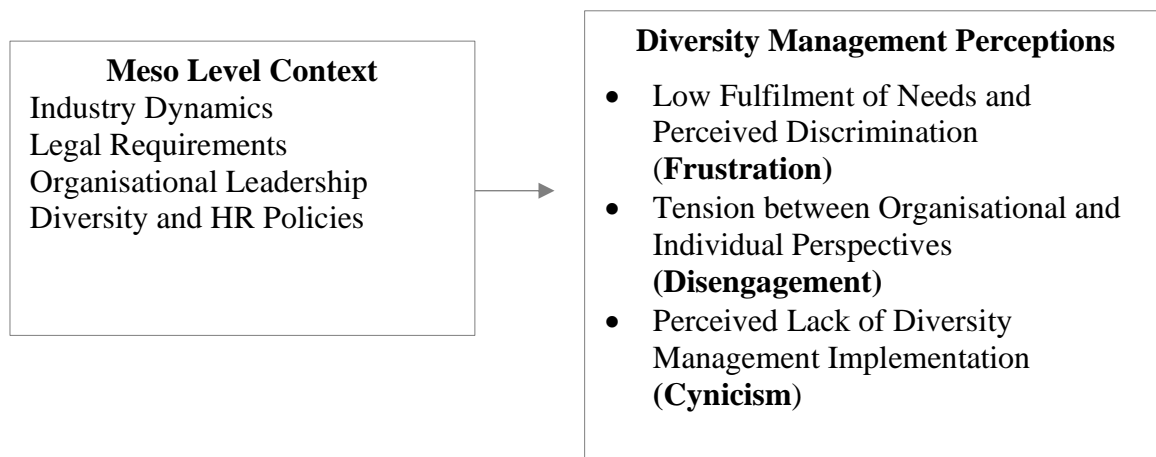 Meso Level Context
Industry Dynamics
Legal Requirements
Organisational Leadership
Diversity and HR Policies
Diversity Management Perceptions
• Low Fulfilment of Needs and
Perceived Discrimination
(Frustration)
• Tension between Organisational and
Individual Perspectives
(Disengagement)
• Perceived Lack of Diversity
Management Implementation
(Cynicism)